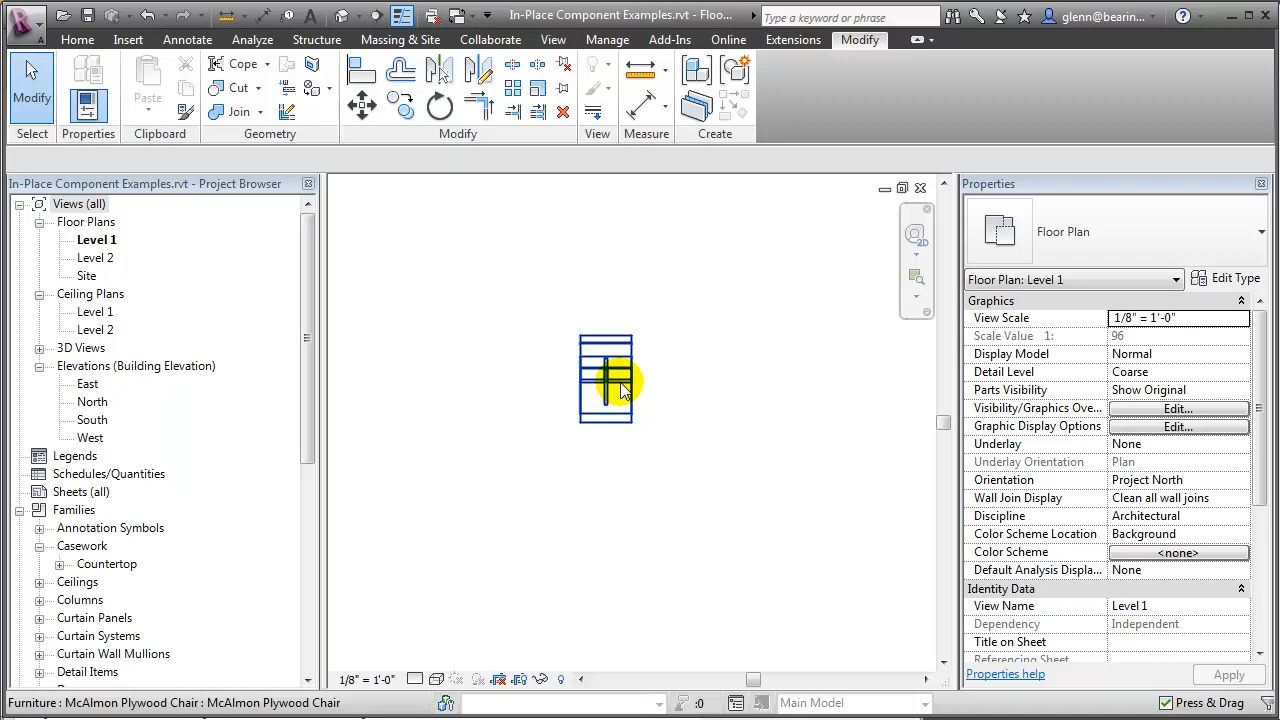 In-Place Component Examples.rvt - Floo...
Type a keyword or phrase
glenn@bearin...
Home Insert Annotate Analyze Structure Massing & Site Collaborate View Manage Add-Ins Online Extensions Modify
Modify
Paste
Cope
Cut
Join
Select Properties Clipboard Geometry Modify View Measure Create
In-Place Component Examples.rvt - Project Browser
Views (all)
Floor Plans
Level 1
Level 2
Site
Ceiling Plans
Level 1
Level 2
3D Views
Elevations (Building Elevation)
East
North
South
West
Legends
Schedules/Quantities
Sheets (all)
Families
Annotation Symbols
Casework
Countertop
Ceilings
Columns
Curtain Panels
Curtain Systems
Curtain Wall Mullions
Detail Items
2D
Properties
Floor Plan
Floor Plan: Level 1 Edit Type
Graphics
View Scale 1/8" = 1'-0"
Scale Value 1: 96
Display Model Normal
Detail Level Coarse
Parts Visibility Show Original
Visibility/Graphics Ove... Edit...
Graphic Display Options Edit...
Underlay None
Underlay Orientation Plan
Orientation Project North
Wall Join Display Clean all wall joins
Discipline Architectural
Color Scheme Location Background
Color Scheme <none>
Default Analysis Displa... None
Identity Data
View Name Level 1
Dependency Independent
Title on Sheet
Referencing Sheet
Properties help Apply
1/8" = 1'-0"
Furniture : McAlmon Plywood Chair : McAlmon Plywood Chair :0 Main Model Press & Drag